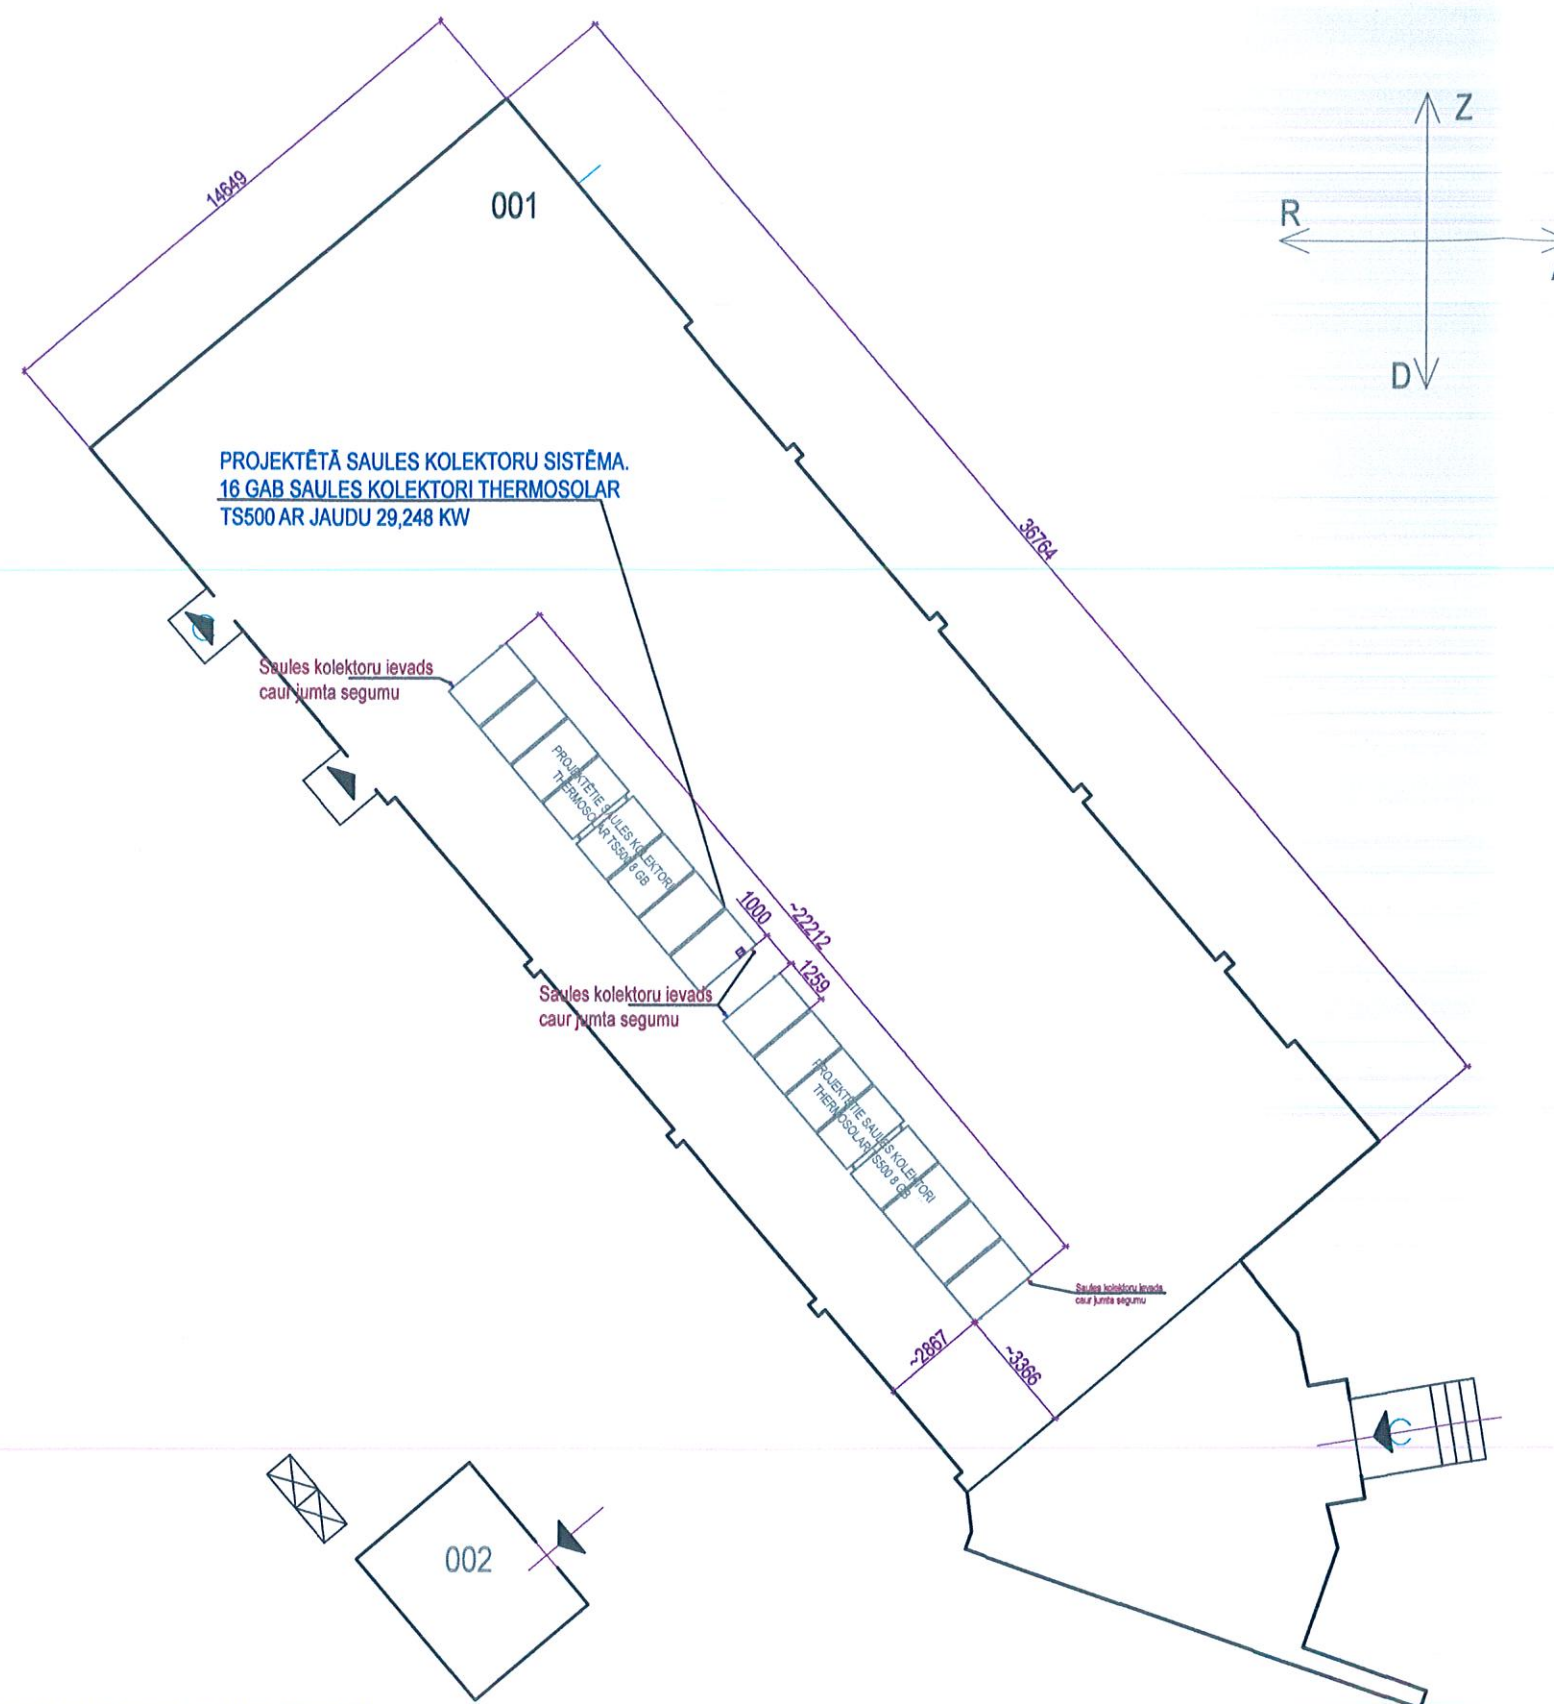 14649
001
Z
R
D
36764
PROJEKTĒTĀ SAULES KOLEKTORU SISTĒMA.
16 GAB SAULES KOLEKTORI THERMOSOLAR
TS500 AR JAUDU 29,248 KW
Saules kolektoru ievads
caur jumta segumu
PROJEKTĒTIE SAULES KOLEKTORI
THERMOSOLAR TS500 8 GB
1000
~22212
1259
Saules kolektoru ievads
caur jumta segumu
PROJEKTĒTIE SAULES KOLEKTORI
THERMOSOLAR TS500 8 GB
Saules kolektoru ievads
caur jumta segumu
~2867
~3366
C
002